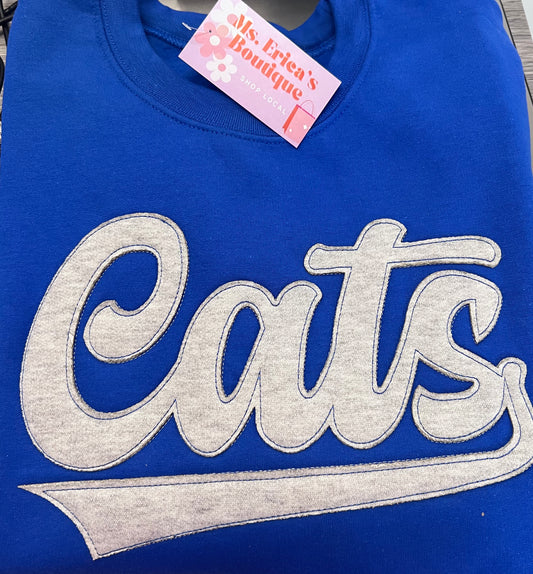 Ms. Erica's
Boutique
SHOP LOCAL
Cats